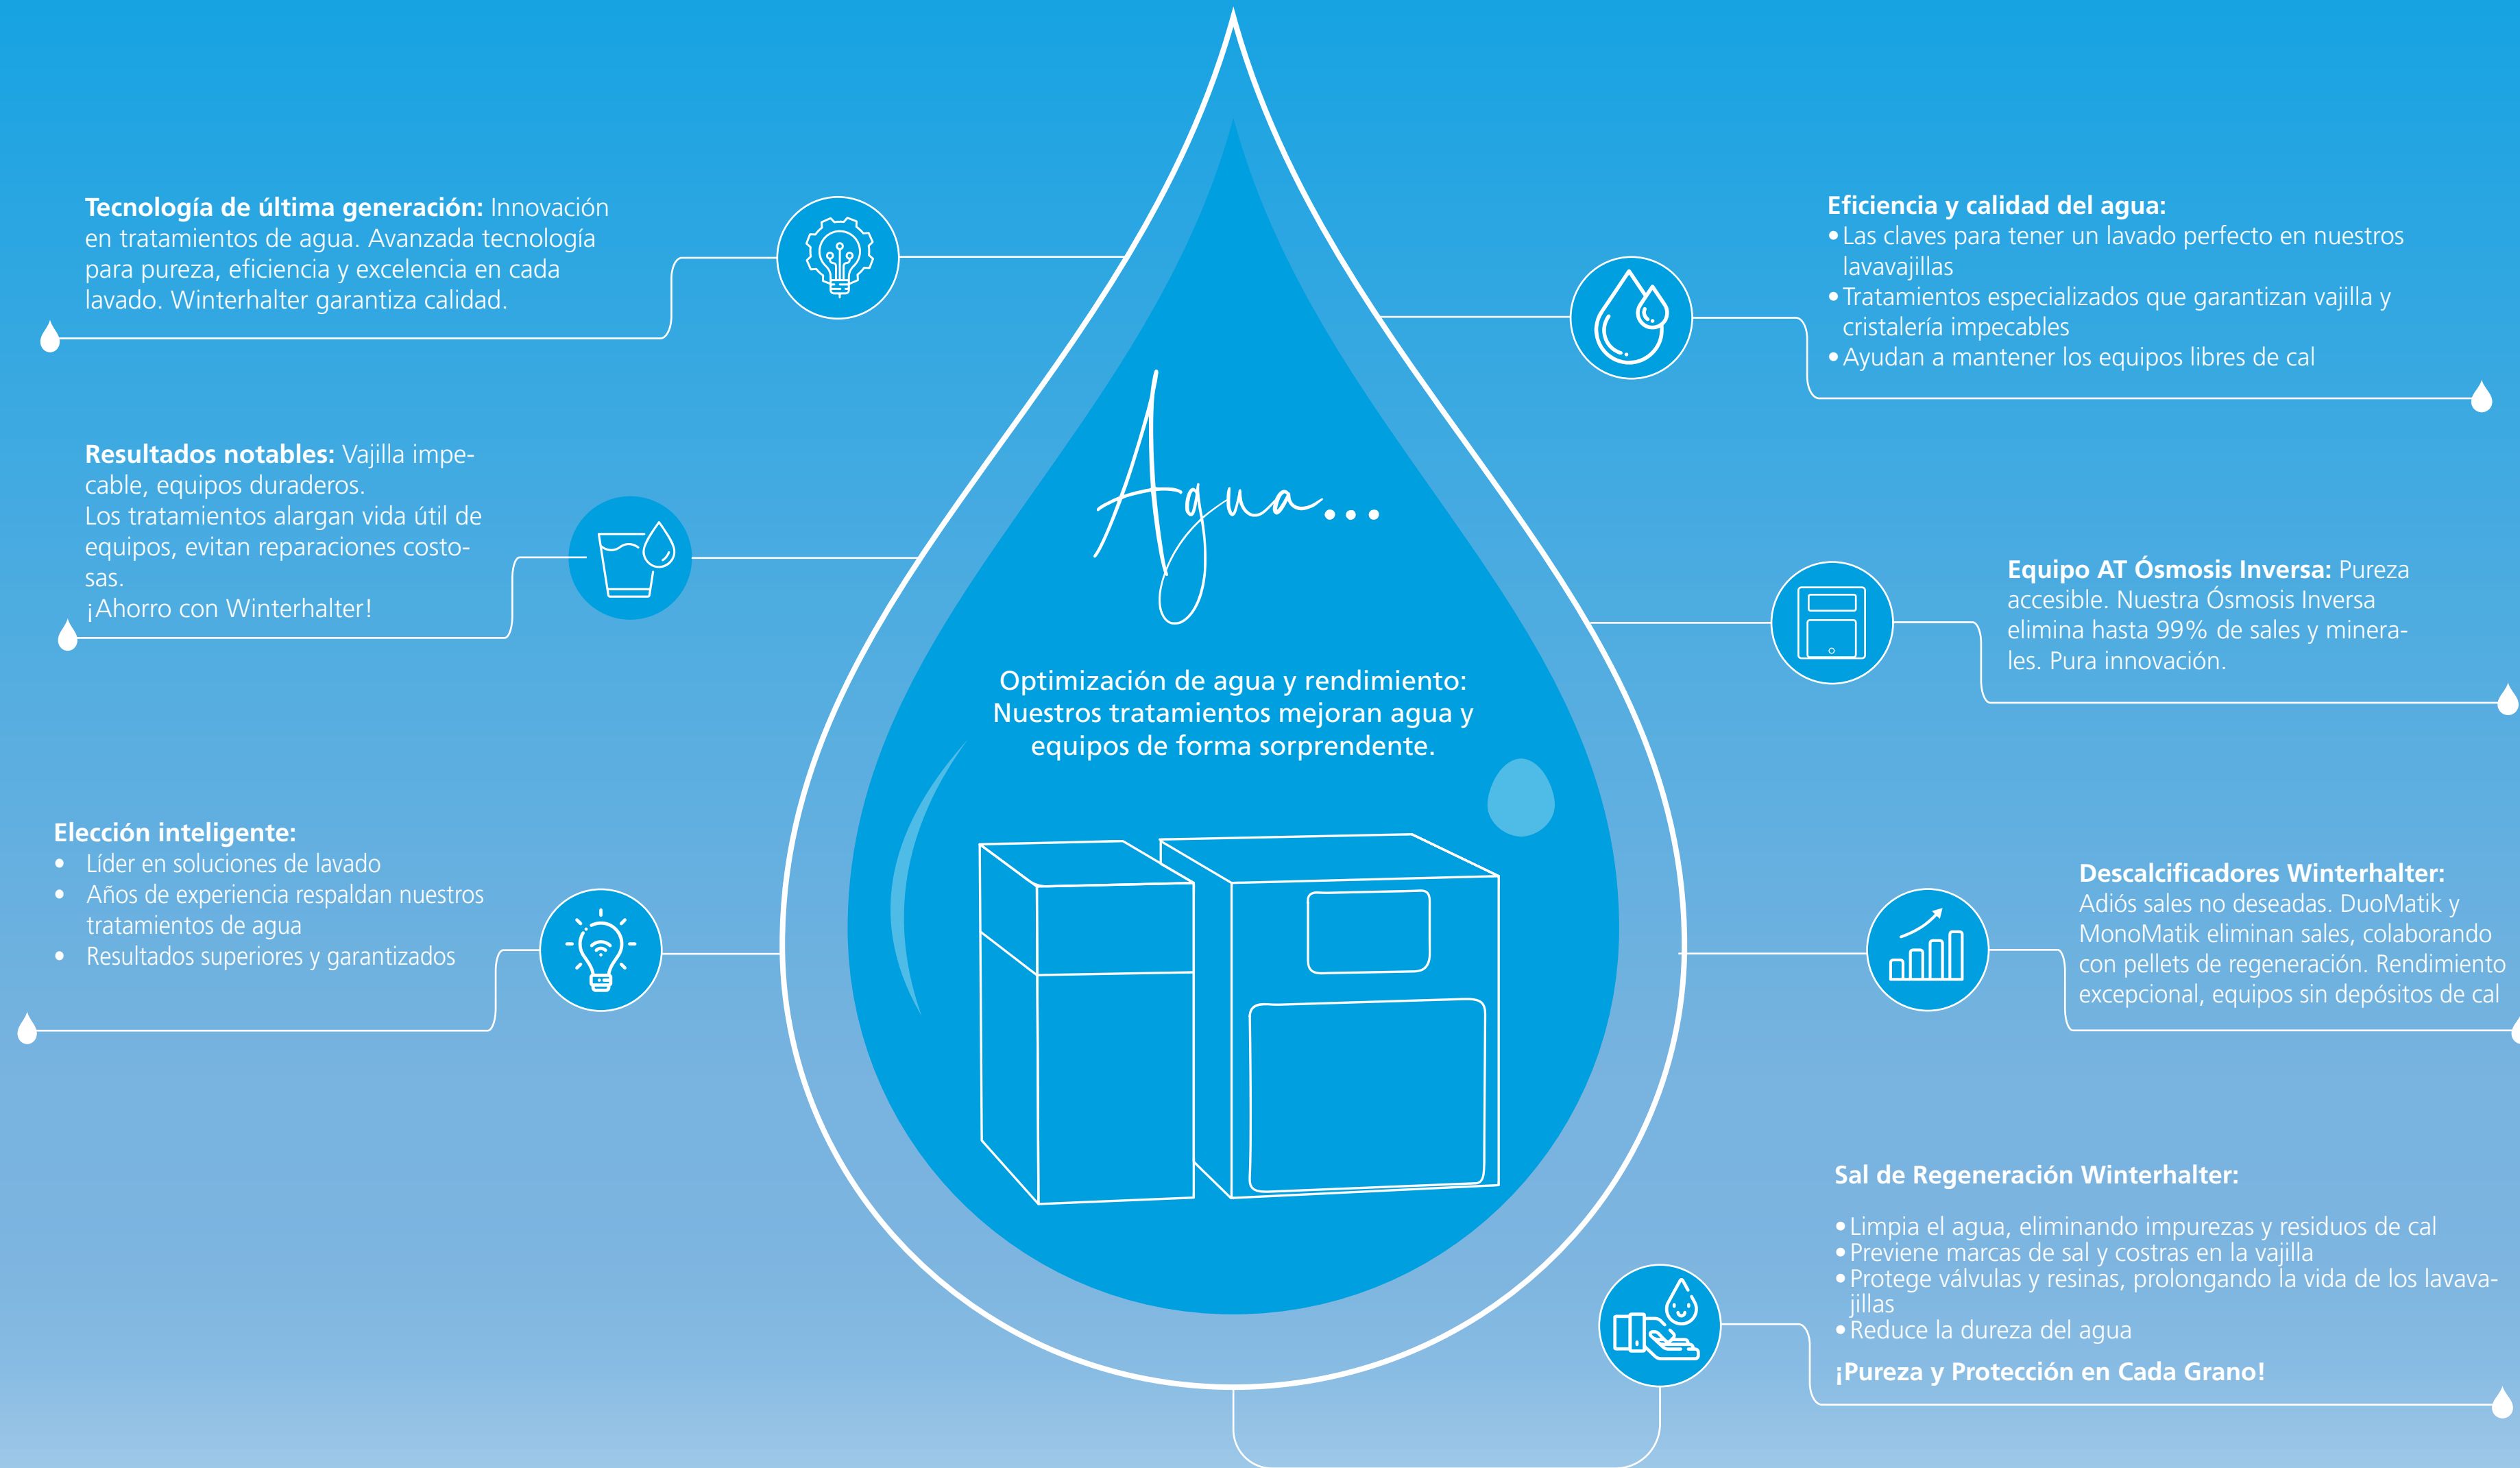 Tecnología de última generación: Innovación
en tratamientos de agua. Avanzada tecnología
para pureza, eficiencia y excelencia en cada
lavado. Winterhalter garantiza calidad.
Resultados notables: Vajilla impe-
cable, equipos duraderos.
Los tratamientos alargan vida útil de
equipos, evitan reparaciones costo-
sas.
¡Ahorro con Winterhalter!
Elección inteligente:
• Líder en soluciones de lavado
• Años de experiencia respaldan nuestros
tratamientos de agua
• Resultados superiores y garantizados
Agua...
Optimización de agua y rendimiento:
Nuestros tratamientos mejoran agua y
equipos de forma sorprendente.
Eficiencia y calidad del agua:
• Las claves para tener un lavado perfecto en nuestros
lavavajillas
• Tratamientos especializados que garantizan vajilla y
cristalería impecables
• Ayudan a mantener los equipos libres de cal
Equipo AT Ósmosis Inversa: Pureza
accesible. Nuestra Ósmosis Inversa
elimina hasta 99% de sales y minera-
les. Pura innovación.
Descalcificadores Winterhalter:
Adiós sales no deseadas. DuoMatik y
MonoMatik eliminan sales, colaborando
con pellets de regeneración. Rendimiento
excepcional, equipos sin depósitos de cal
Sal de Regeneración Winterhalter:
• Limpia el agua, eliminando impurezas y residuos de cal
• Previene marcas de sal y costras en la vajilla
• Protege válvulas y resinas, prolongando la vida de los lavava-
jillas
• Reduce la dureza del agua
¡Pureza y Protección en Cada Grano!